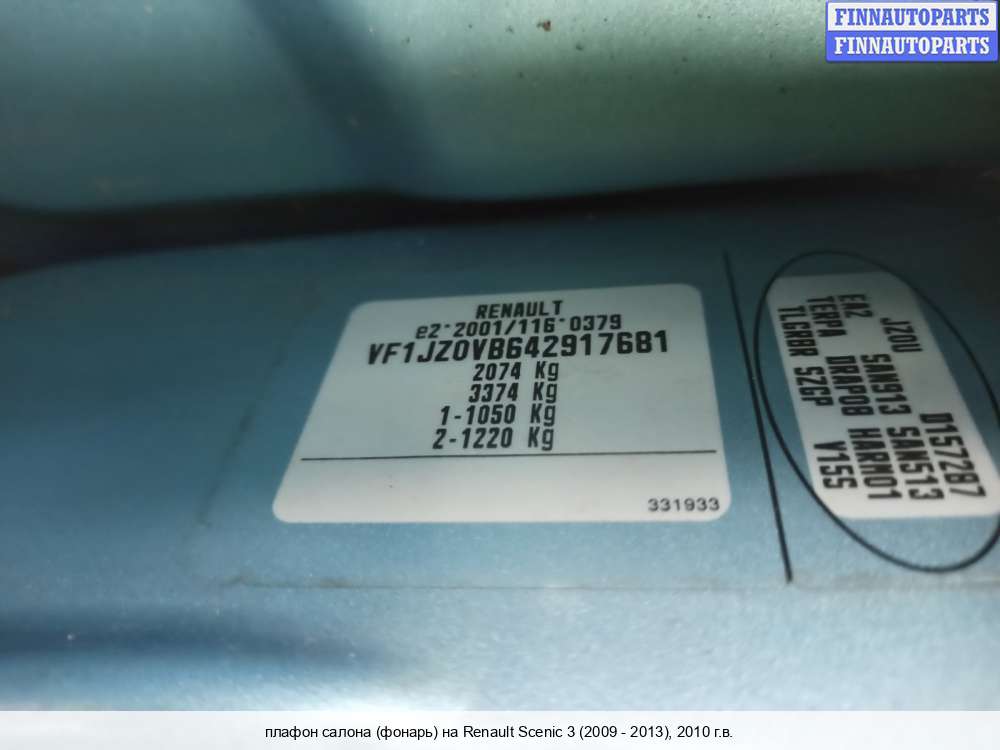 FINNAUTOPARTS
FINNAUTOPARTS
RENAULT
e2*2001/116*0379
VF1JZ0VB642917681
2074 Kg
3374 Kg
1-1050 Kg
2-1220 Kg
331933
D157287
JZ0U SAN913 SAN513
EA2 DRAP08 HARM01
TEPPA
TLGRBR SZGP V155
плафон салона (фонарь) на Renault Scenic 3 (2009 - 2013), 2010 г.в.